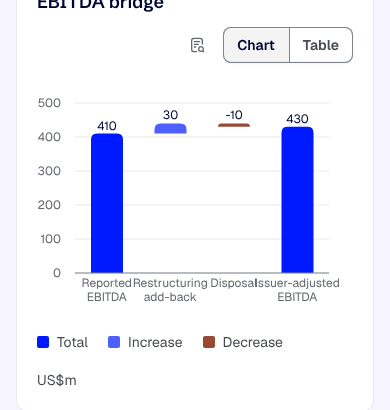 EBITDA bridge
Chart
Table
500
400
300
200
100
0
410
30
-10
430
Reported Restructuring Disposals Issuer-adjusted
EBITDA add-back EBITDA
Total Increase Decrease
US$m